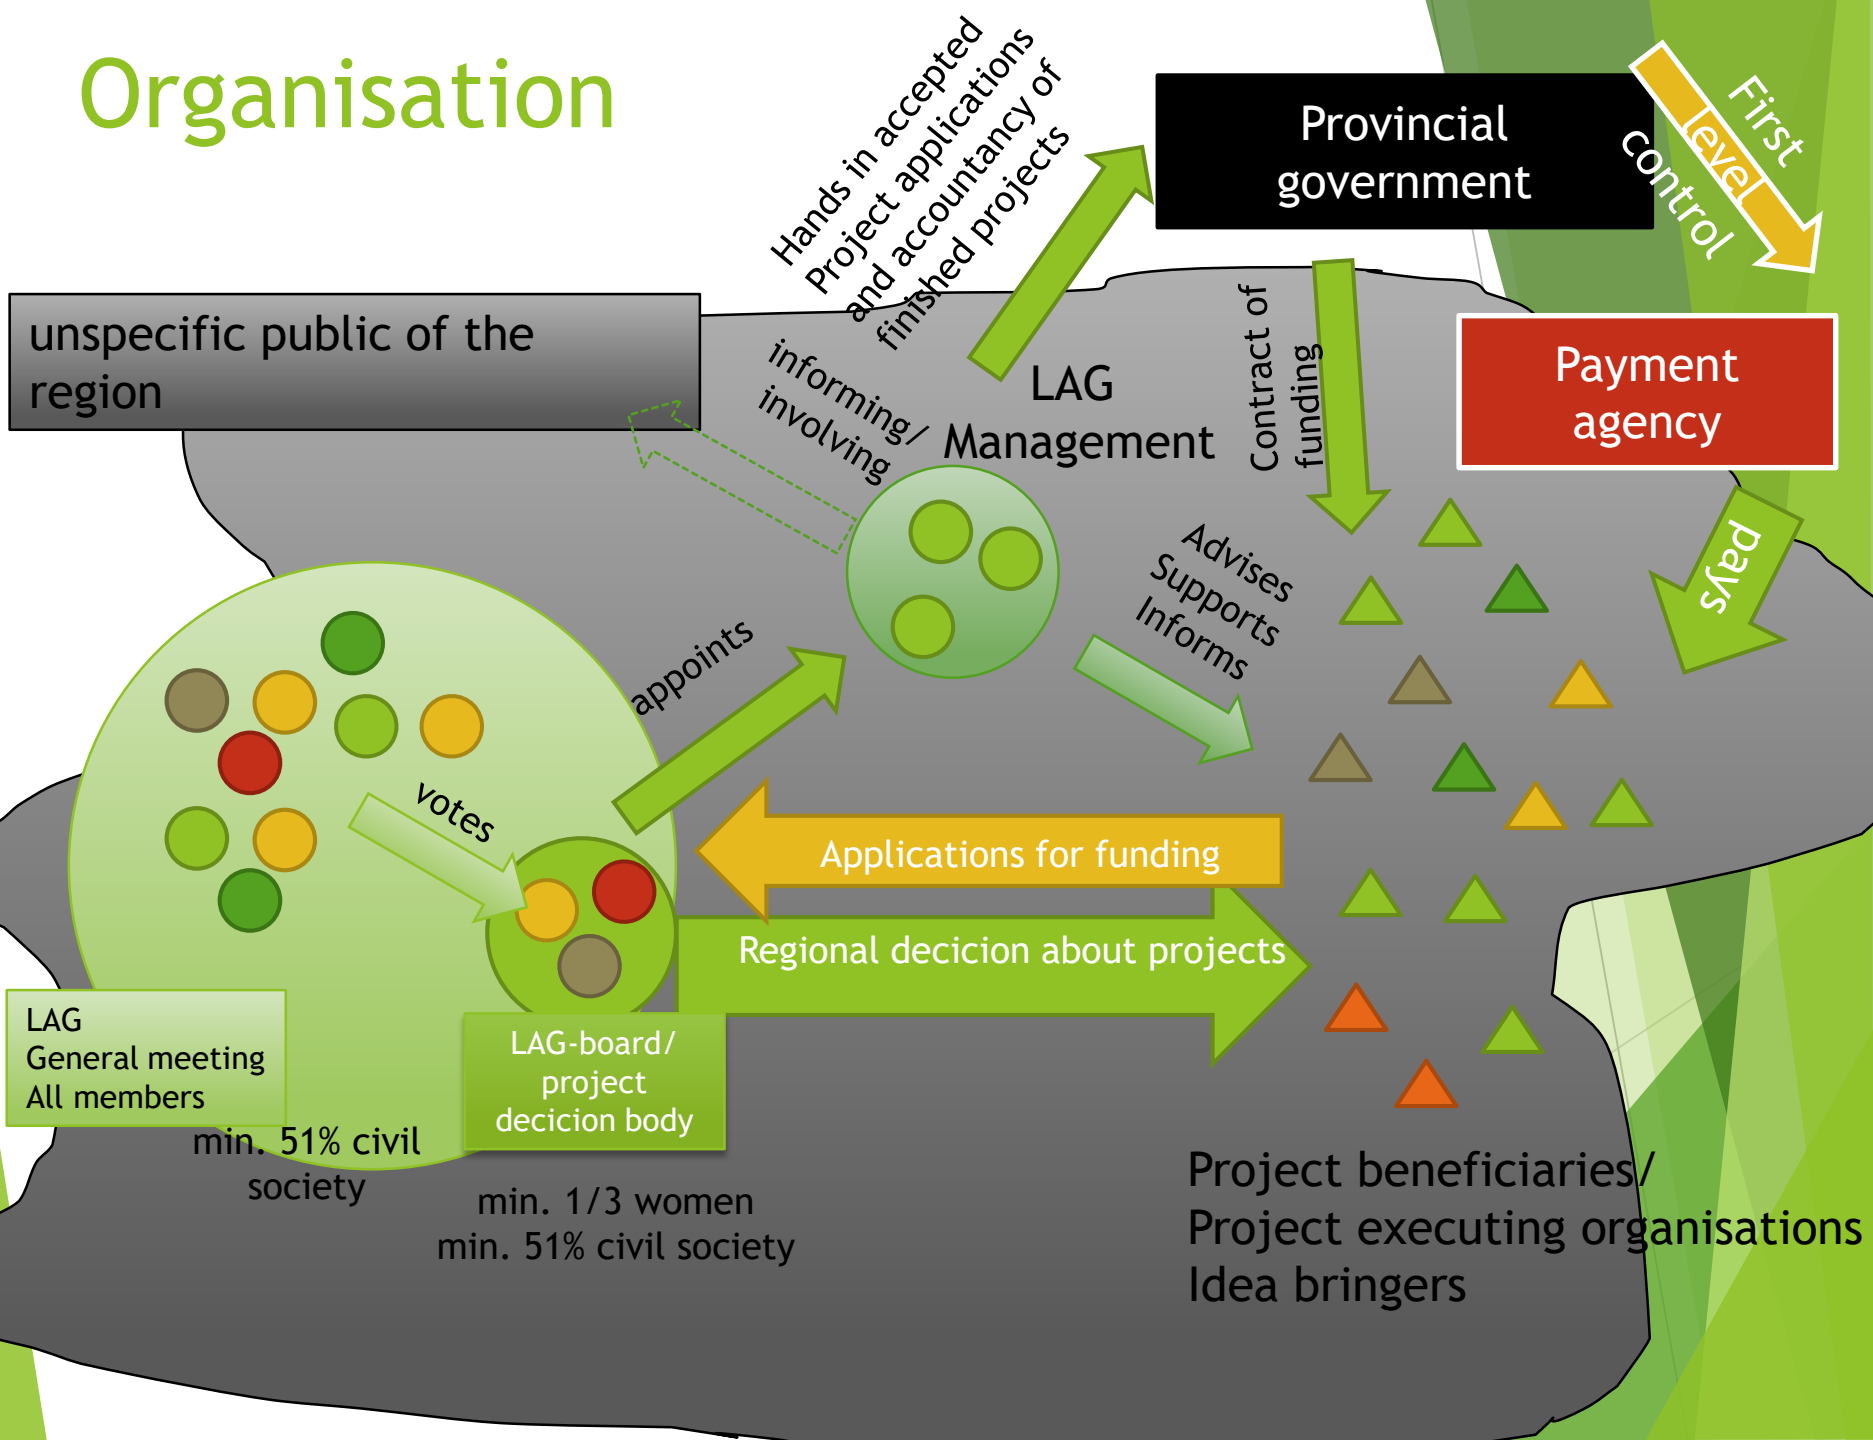 Organisation
Hands in accepted
Project applications
and accountancy of
finished projects
Provincial
government
First
level
control
unspecific public of the
region
informing/
involving
LAG
Management
Contract of
funding
Payment
agency
pays
Advises
Supports
Informs
appoints
votes
Applications for funding
Regional decicion about projects
LAG
General meeting
All members
min. 51% civil
society
LAG-board/
project
decicion body
min. 1/3 women
min. 51% civil society
Project beneficiaries/
Project executing organisations
Idea bringers